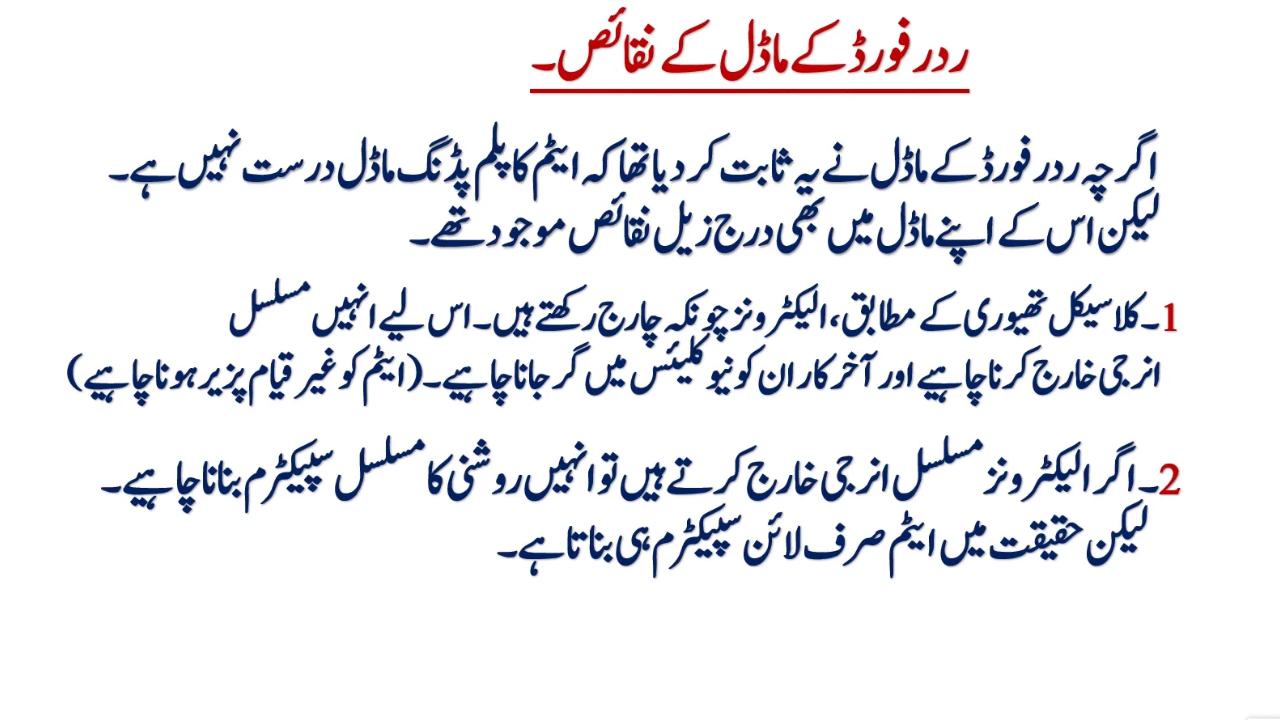 ردر فورڈ کے ماڈل کے نقائص۔
اگرچہ ردر فورڈ کے ماڈل نے یہ ثابت کر دیا تھا کہ ایٹم کا پلم پڈنگ ماڈل درست نہیں ہے۔
لیکن اس کے اپنے ماڈل میں بھی درج زیل نقائص موجود تھے۔
1۔ کلاسیکل تھیوری کے مطابق، الیکٹرونز چونکہ چارج رکھتے ہیں۔ اس لیے انہیں مسلسل
انرجی خارج کرنا چاہیے اور آخر کار ان کو نیوکلیئس میں گر جانا چاہیے۔ (ایٹم کو غیر قیام پزیر ہونا چاہیے)
2۔ اگر الیکٹرونز مسلسل انرجی خارج کرتے ہیں تو انہیں روشنی کا مسلسل سپیکٹرم بنانا چاہیے۔
لیکن حقیقت میں ایٹم صرف لائن سپیکٹرم ہی بناتا ہے۔